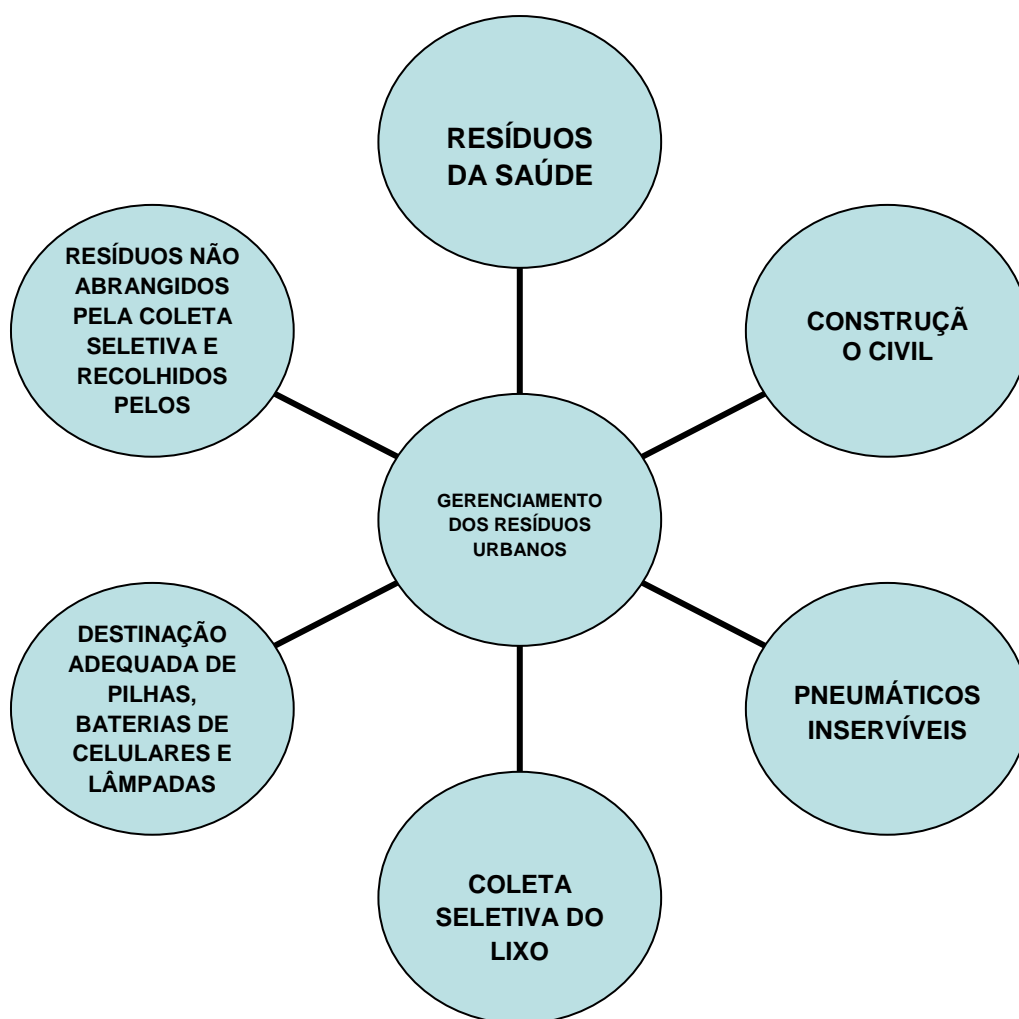 RESÍDUOS
DA SAÚDE
RESÍDUOS NÃO
ABRANGIDOS
PELA COLETA
SELETIVA E
RECOLHIDOS
PELOS
CONSTRUÇÃ
O CIVIL
GERENCIAMENTO
DOS RESÍDUOS
URBANOS
DESTINAÇÃO
ADEQUADA DE
PILHAS,
BATERIAS DE
CELULARES E
LÂMPADAS
PNEUMÁTICOS
INSERVÍVEIS
COLETA
SELETIVA DO
LIXO